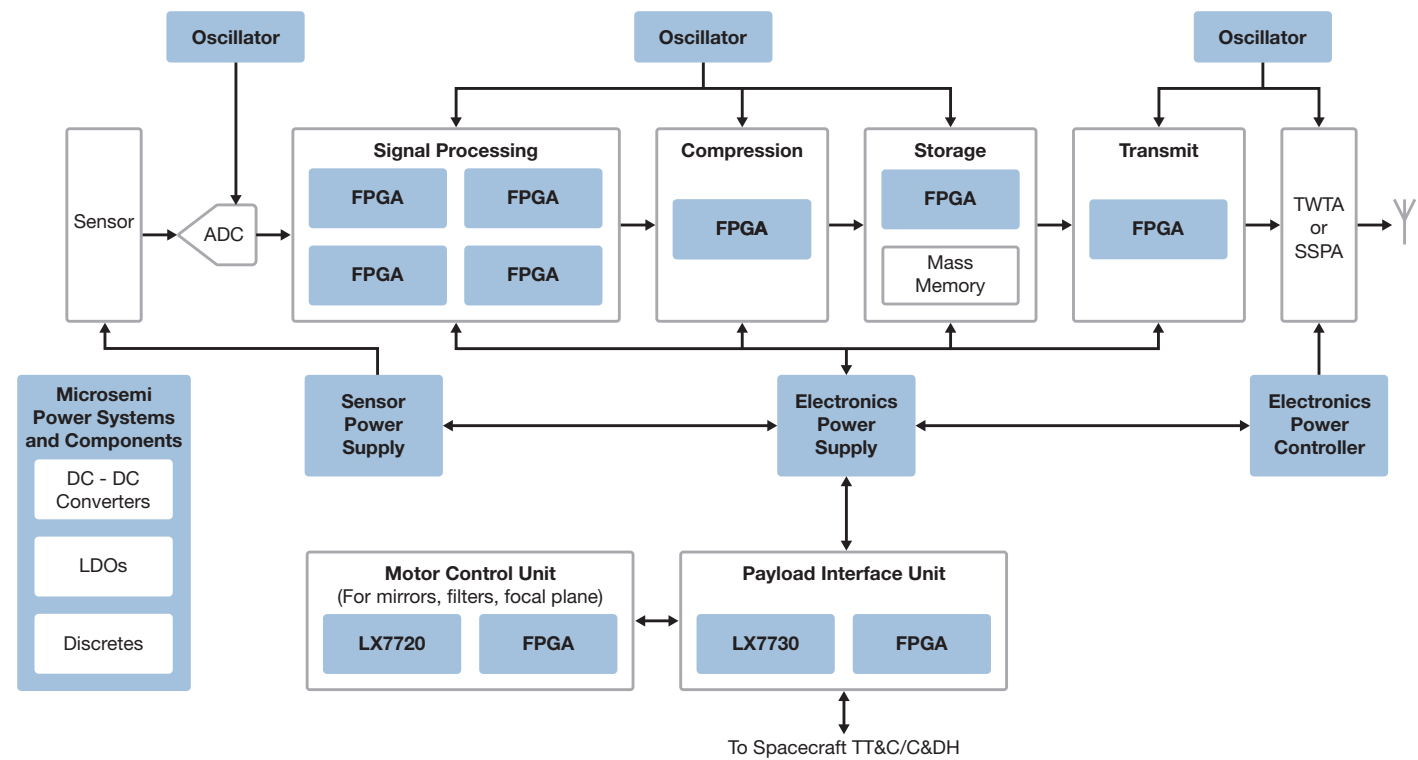 Oscillator
Oscillator
Oscillator
Sensor
ADC
Signal Processing
FPGA
FPGA
FPGA
FPGA
Compression
FPGA
Storage
FPGA
Mass
Memory
Transmit
FPGA
TWTA
or
SSPA
Microsemi
Power Systems
and Components
DC - DC
Converters
LDOs
Discretes
Sensor
Power
Supply
Electronics
Power
Supply
Electronics
Power
Controller
Motor Control Unit
(For mirrors, filters, focal plane)
LX7720
FPGA
Payload Interface Unit
LX7730
FPGA
To Spacecraft TT&C/C&DH